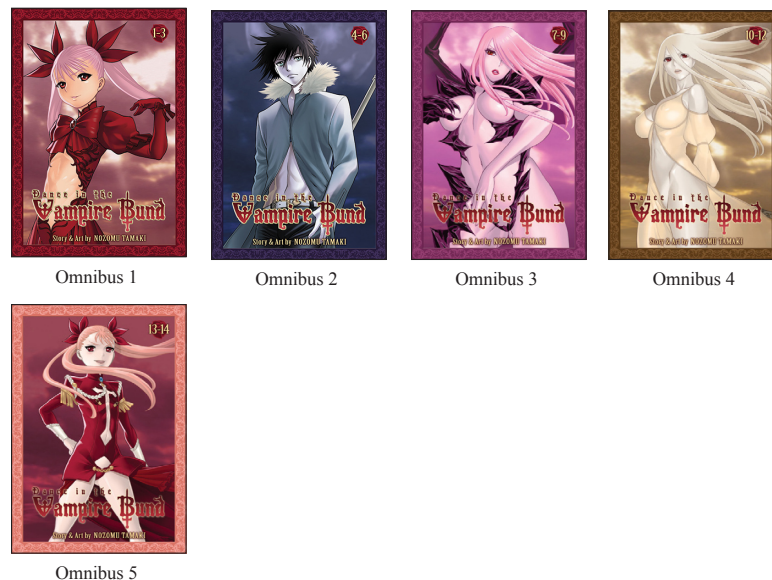 1-3
Dance in the
Vampire Bund
Story & Art by NOZOMU TAMAKI
Omnibus 1
4-6
Dance in the
Vampire Bund
Story & Art by NOZOMU TAMAKI
Omnibus 2
7-9
Dance in the
Vampire Bund
Story & Art by NOZOMU TAMAKI
Omnibus 3
10-12
Dance in the
Vampire Bund
Story & Art by NOZOMU TAMAKI
Omnibus 4
13-14
Dance in the
Vampire Bund
Story & Art by NOZOMU TAMAKI
Omnibus 5